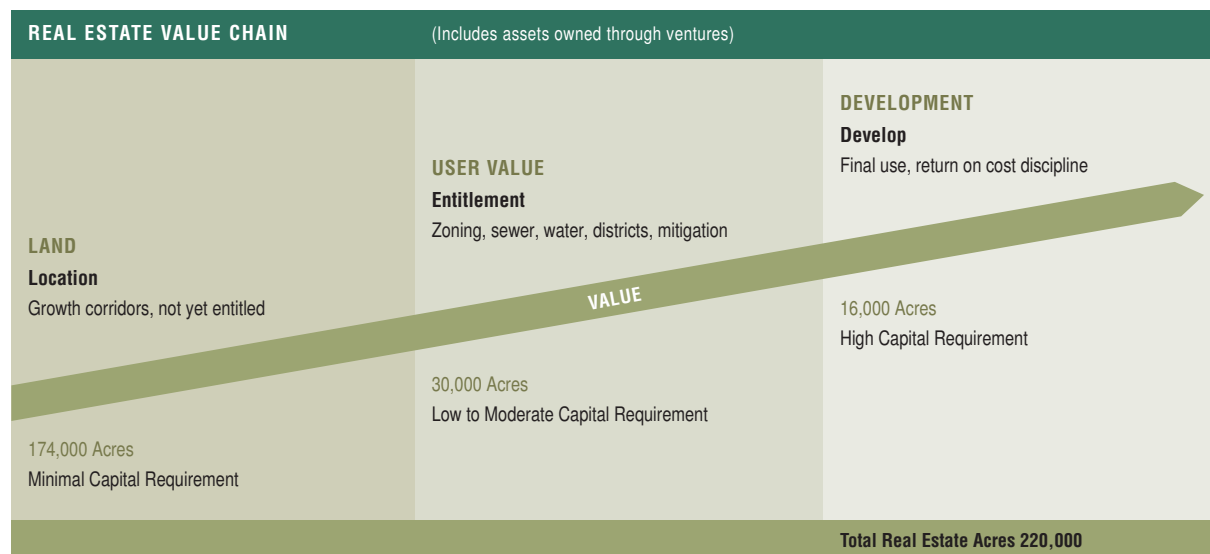 REAL ESTATE VALUE CHAIN (Includes assets owned through ventures)
LAND
Location
Growth corridors, not yet entitled
174,000 Acres
Minimal Capital Requirement
USER VALUE
Entitlement
Zoning, sewer, water, districts, mitigation
VALUE
30,000 Acres
Low to Moderate Capital Requirement
DEVELOPMENT
Develop
Final use, return on cost discipline
16,000 Acres
High Capital Requirement
Total Real Estate Acres 220,000